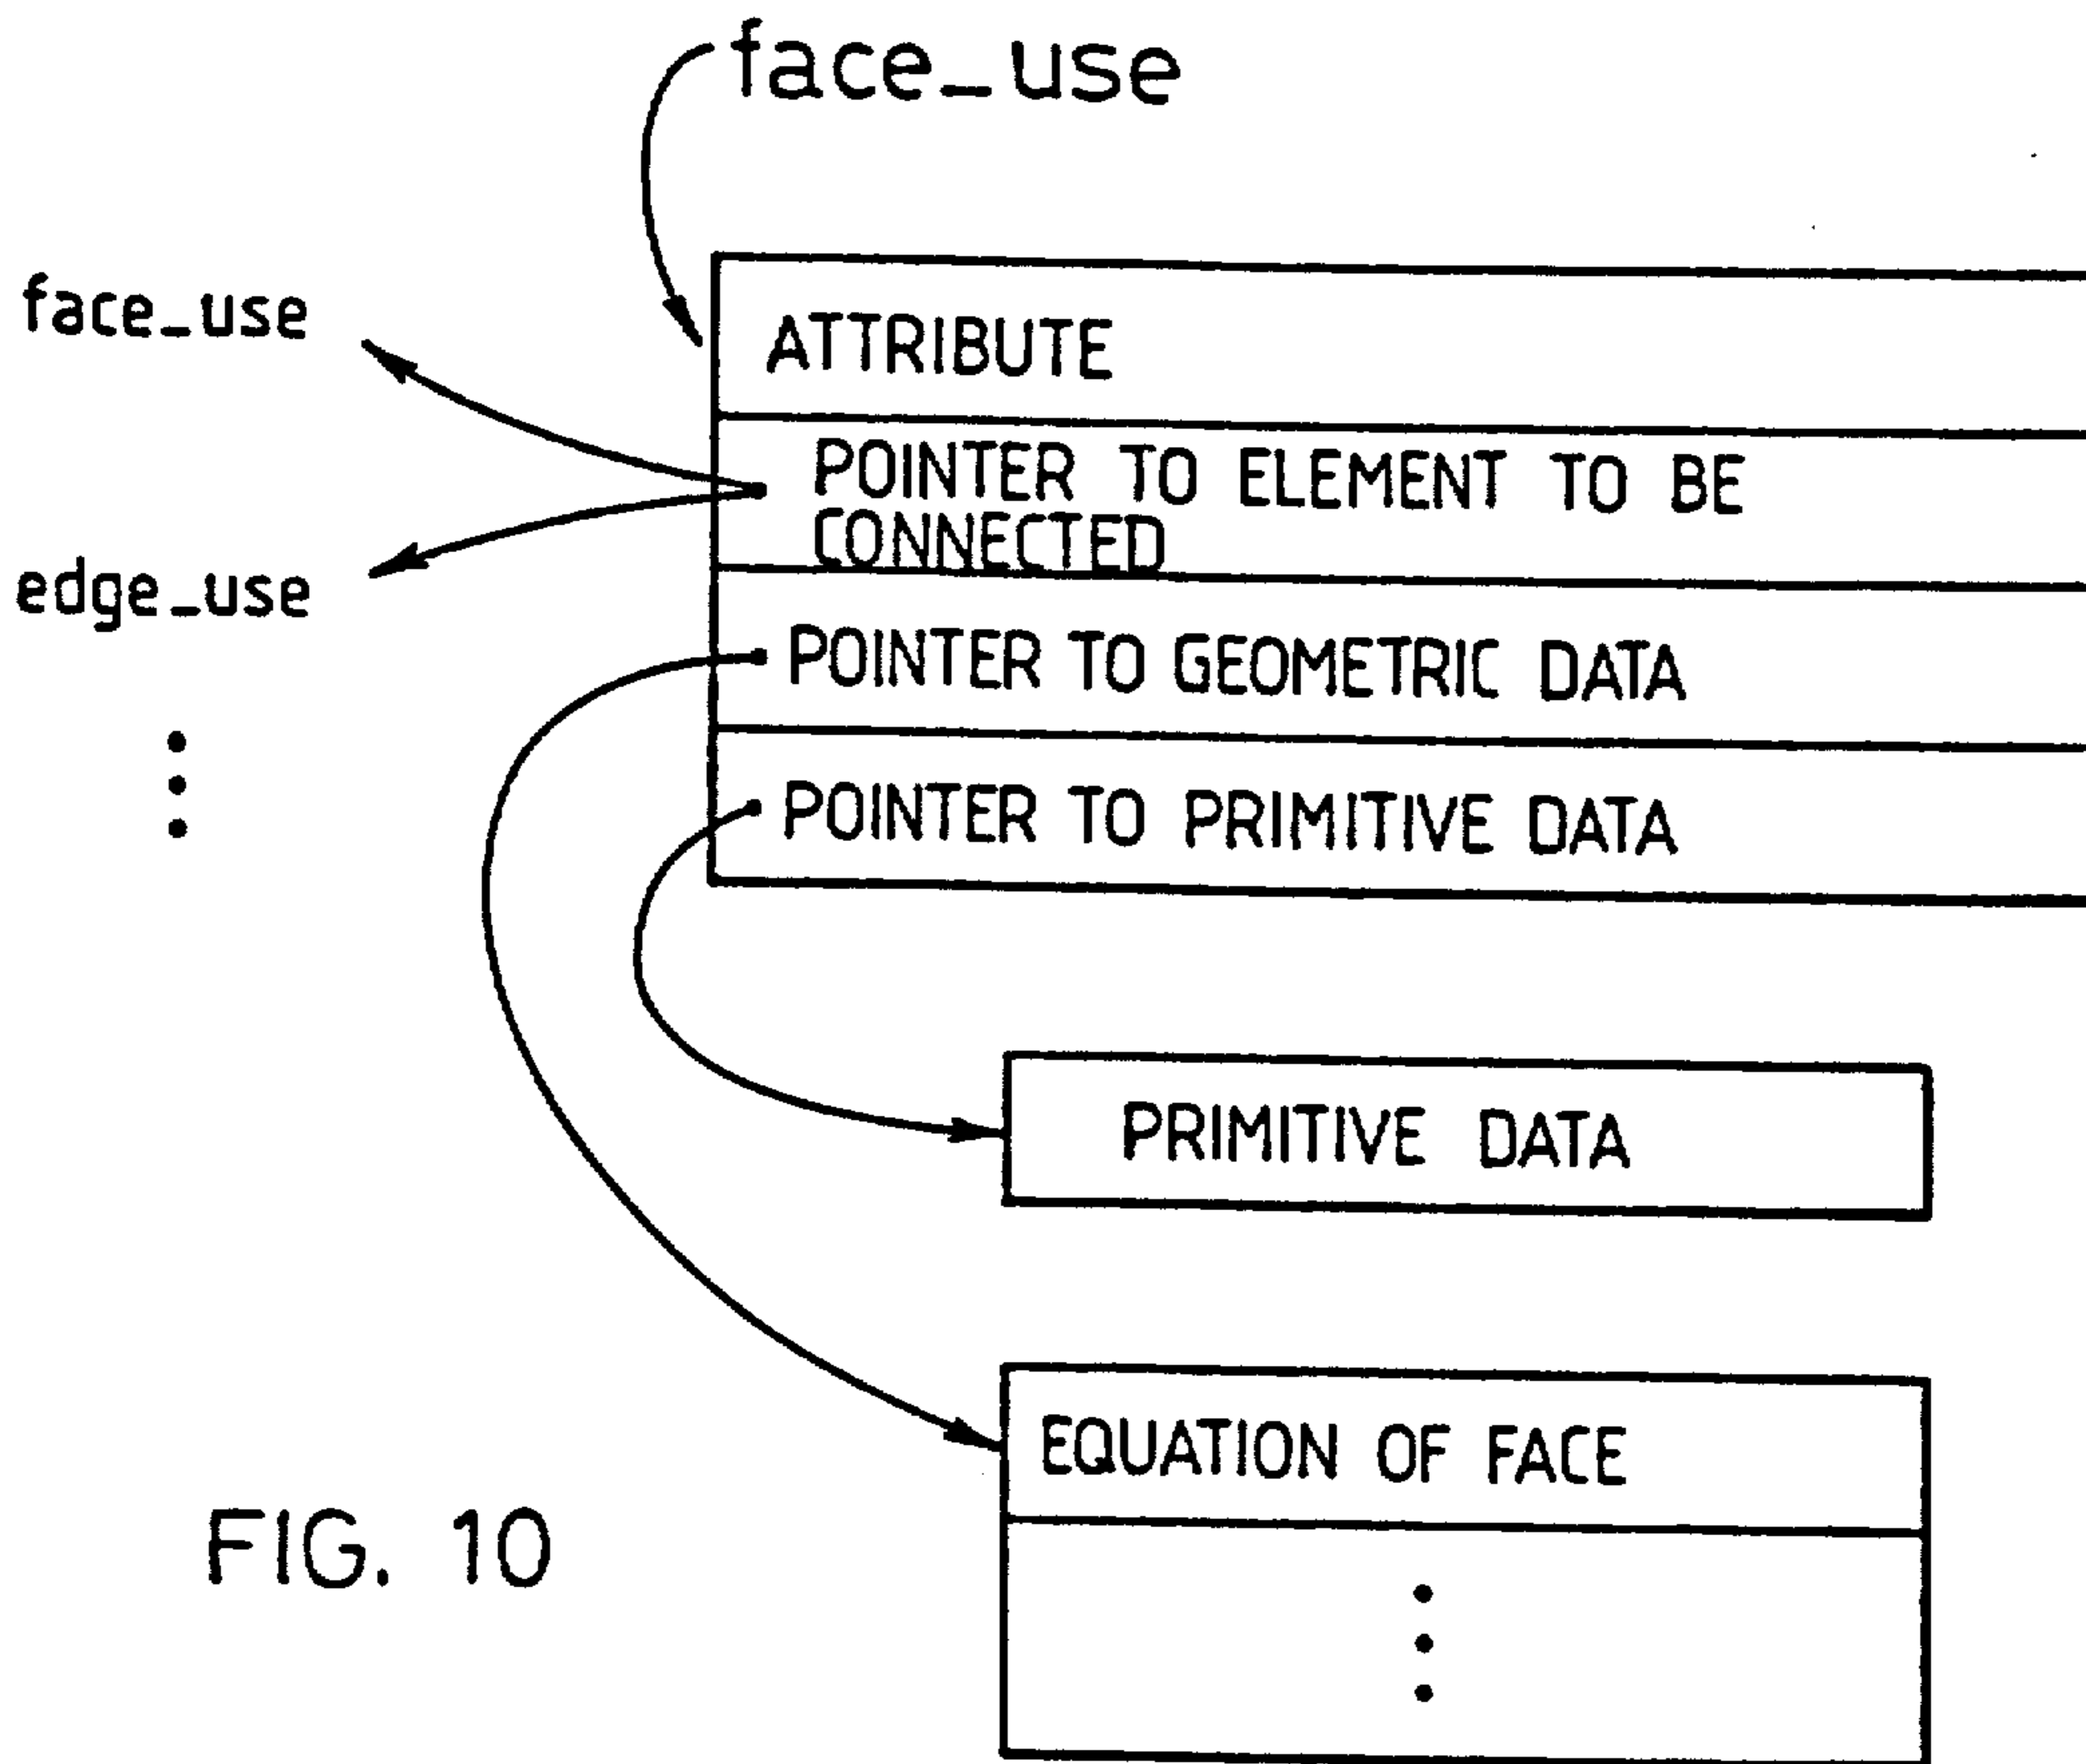 face_use
face_use
ATTRIBUTE
POINTER TO ELEMENT TO BE
CONNECTED
edge_use
POINTER TO GEOMETRIC DATA
POINTER TO PRIMITIVE DATA
PRIMITIVE DATA
EQUATION OF FACE
FIG. 10